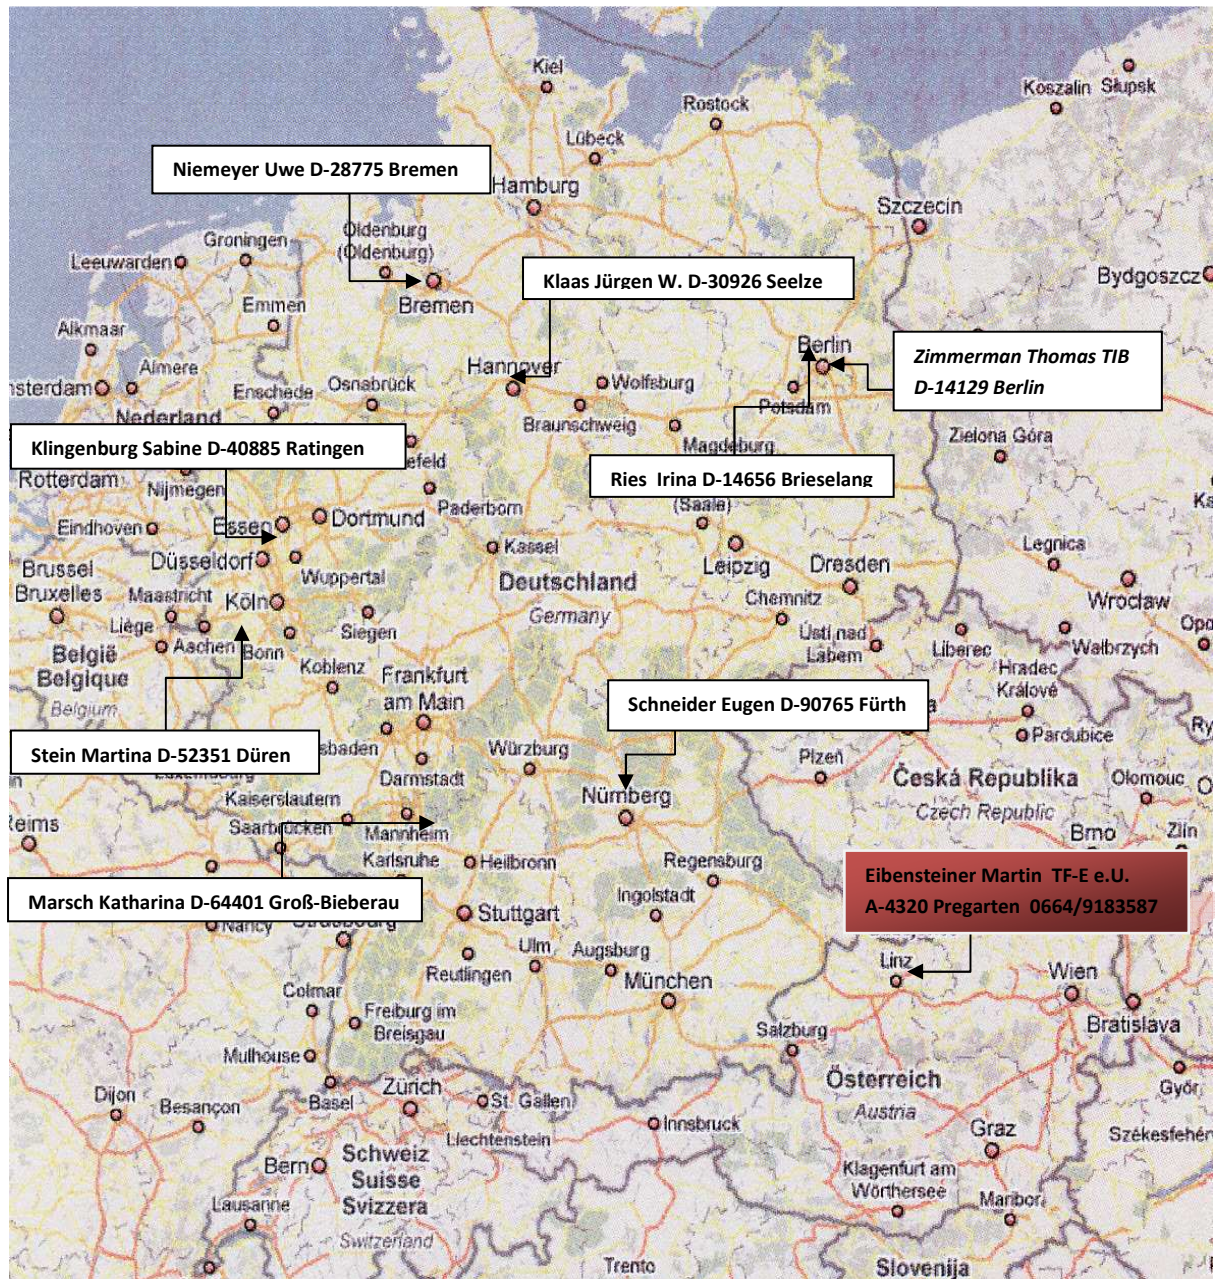 Kiel
Koszalin
Słupsk
Rostock
Lübeck
Niemeyer Uwe D-28775 Bremen
Hamburg
Szczecin
Oldenburg
(Oldenburg)
Groningen
Leeuwarden
Bydgoszcz
Klaas Jürgen W. D-30926 Seelze
Bremen
Emmen
Alkmaar
Berlin
Zimmerman Thomas TIB
D-14129 Berlin
Almere
Hannover
Wolfsburg
nsterdam
Enschede
Osnabrück
Potsdam
Nederland
Braunschweig
Magdeburg
Zielona Góra
Klingenburg Sabine D-40885 Ratingen
efeld
Rotterdam
Nijmegen
Ries Irina D-14656 Brieselang
Paderborn
(Saale)
Eindhoven
Essen
Dortmund
Kassel
Leipzig
Legnica
Düsseldorf
Wuppertal
Deutschland
Germany
Dresden
Brussel
Bruxelles
Maastricht
Köln
Chemnitz
Wrocław
Liège
Aachen
Siegen
Bonn
Ústí nad
Labem
Liberec
Wałbrzych
Opo
België
Belgique
Belgium
Koblenz
Frankfurt
am Main
Hradec
Králové
Schneider Eugen D-90765 Fürth
a
Pardubice
Ry
Stein Martina D-52351 Düren
sbaden
Würzburg
Plzeň
Darmstadt
Česká Republika
Czech Republic
Olomouc
O
Kaiserslautern
Nürnberg
Reims
Saarbrücken
Mannheim
Brno
Zlín
Karlsruhe
Heilbronn
Regensburg
Eibensteiner Martin TF-E e.U.
A-4320 Pregarten 0664/9183587
Marsch Katharina D-64401 Groß-Bieberau
Ingolstadt
Nancy
Strasbourg
Stuttgart
Ulm
Augsburg
Linz
Reutlingen
München
Wien
Colmar
Freiburg im
Breisgau
Bratislava
Salzburg
Mulhouse
Zürich
Österreich
Austria
Győr
Dijon
Besançon
Basel
St. Gallen
Innsbruck
Liechtenstein
Graz
Székesfehérv
Bern
Schweiz
Suisse
Svizzera
Switzerland
Klagenfurt am
Wörthersee
Maribor
Lausanne
Trento
Slovenija